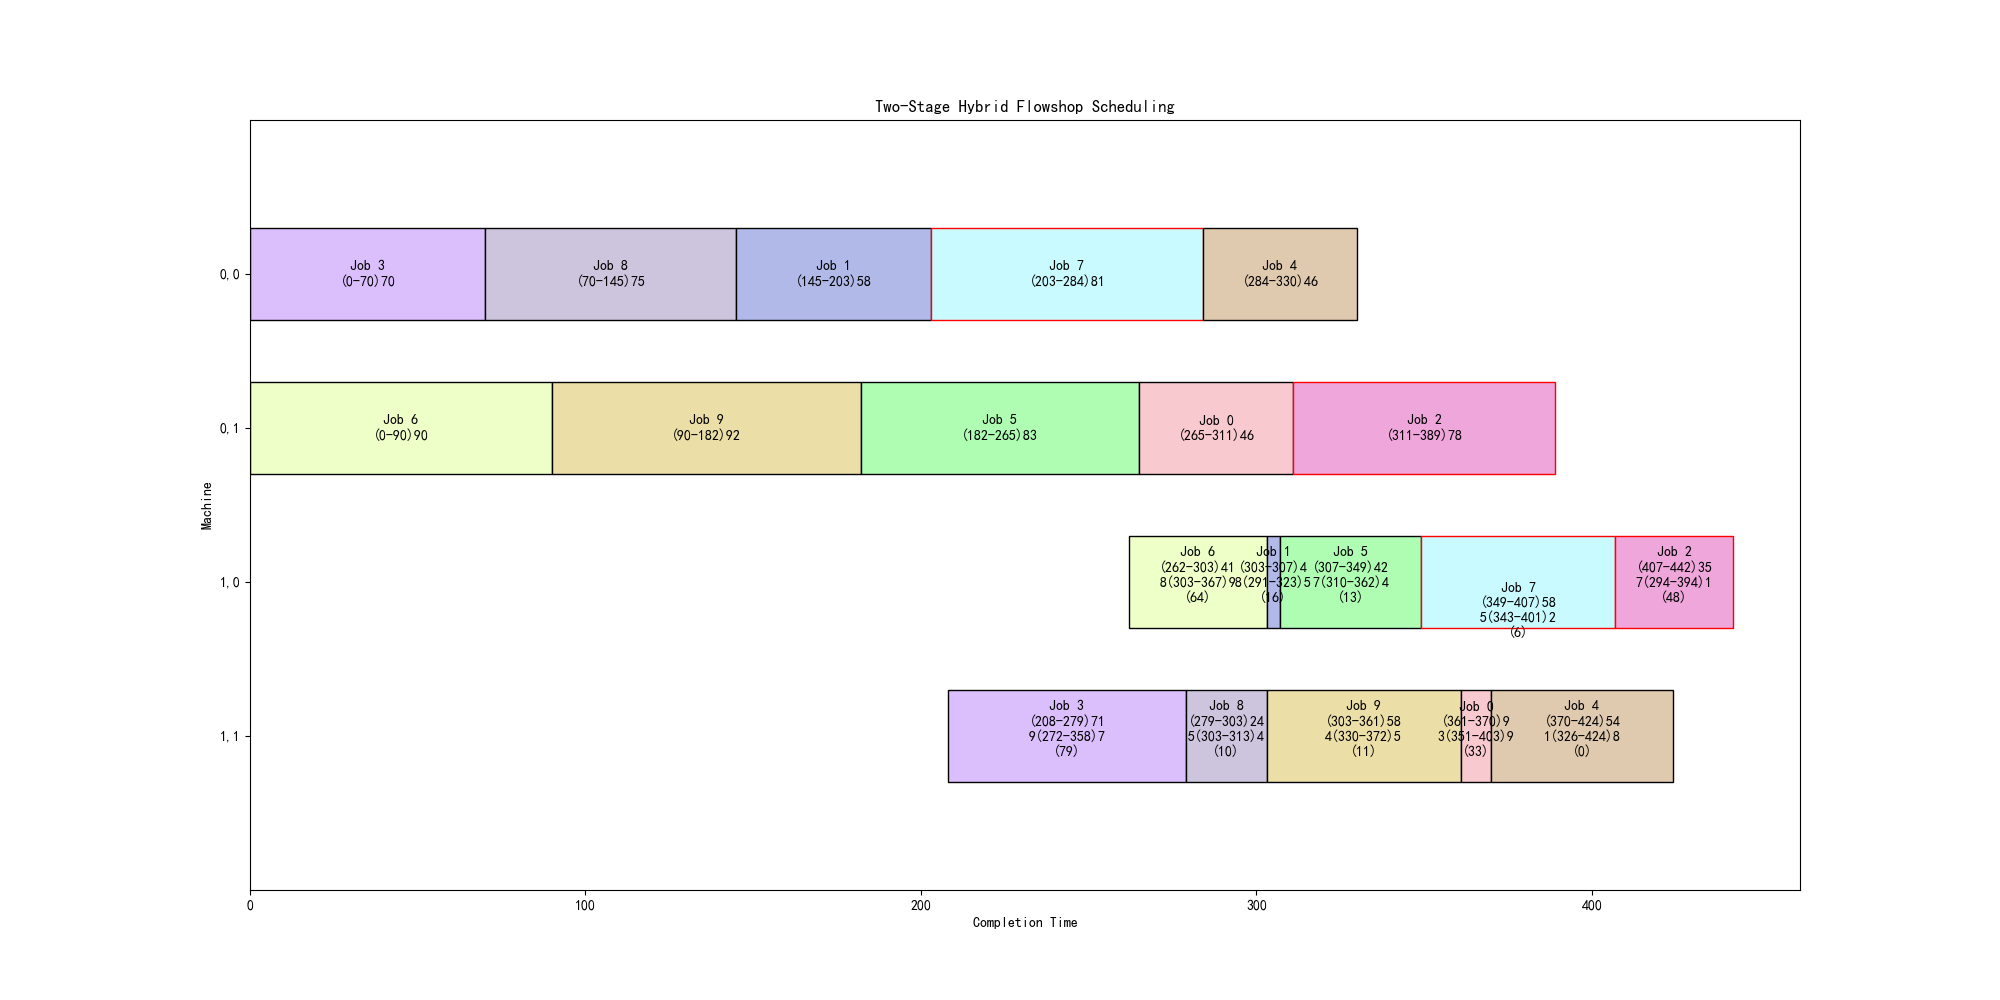 Two-Stage Hybrid Flowshop Scheduling
0,0
Job 3
(0-70)70
Job 8
(70-145)75
Job 1
(145-203)58
Job 7
(203-284)81
Job 4
(284-330)46
0,1
Job 6
(0-90)90
Job 9
(90-182)92
Job 5
(182-265)83
Job 0
(265-311)46
Job 2
(311-389)78
Machine
1,0
Job 6
(262-303)41
8(303-367)9
(64)
Job 1
(303-307)4
8(291-323)5
(16)
Job 5
(307-349)42
7(310-362)4
(13)
Job 7
(349-407)58
5(343-401)2
(6)
Job 2
(407-442)35
7(294-394)1
(48)
1,1
Job 3
(208-279)71
9(272-358)7
(79)
Job 8
(279-303)24
5(303-313)4
(10)
Job 9
(303-361)58
4(330-372)5
(11)
Job 0
(361-370)9
3(351-403)9
(33)
Job 4
(370-424)54
1(326-424)8
(0)
0
100
200
300
400
Completion Time